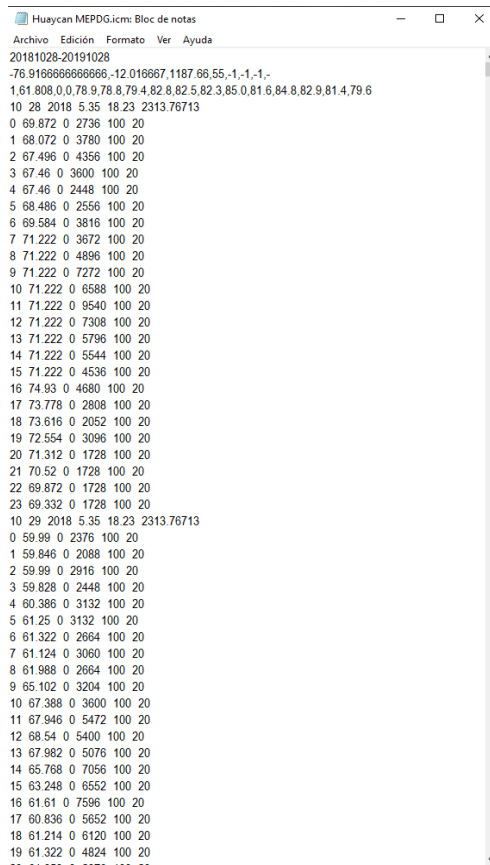 Huaycan MEPDG.icm: Bloc de notas
Archivo Edición Formato Ver Ayuda
20181028-20191028
-76.9166666666666,-12.016667,1187.66,55,-1,-1,-1,-
1,61.808,0,0,78.9,78.8,79.4,82.8,82.5,82.3,85.0,81.6,84.8,82.9,81.4,79.6
10 28 2018 5.35 18.23 2313.76713
0 69.872 0 2736 100 20
1 68.072 0 3780 100 20
2 67.496 0 4356 100 20
3 67.46 0 3600 100 20
4 67.46 0 2448 100 20
5 68.486 0 2556 100 20
6 69.584 0 3816 100 20
7 71.222 0 3672 100 20
8 71.222 0 4896 100 20
9 71.222 0 7272 100 20
10 71.222 0 6588 100 20
11 71.222 0 9540 100 20
12 71.222 0 7308 100 20
13 71.222 0 5796 100 20
14 71.222 0 5544 100 20
15 71.222 0 4536 100 20
16 74.93 0 4680 100 20
17 73.778 0 2808 100 20
18 73.616 0 2052 100 20
19 72.554 0 3096 100 20
20 71.312 0 1728 100 20
21 70.52 0 1728 100 20
22 69.872 0 1728 100 20
23 69.332 0 1728 100 20
10 29 2018 5.35 18.23 2313.76713
0 59.99 0 2376 100 20
1 59.846 0 2088 100 20
2 59.99 0 2916 100 20
3 59.828 0 2448 100 20
4 60.386 0 3132 100 20
5 61.25 0 3132 100 20
6 61.322 0 2664 100 20
7 61.124 0 3060 100 20
8 61.988 0 2664 100 20
9 65.102 0 3204 100 20
10 67.388 0 3600 100 20
11 67.946 0 5472 100 20
12 68.54 0 5400 100 20
13 67.982 0 5076 100 20
14 65.768 0 7056 100 20
15 63.248 0 6552 100 20
16 61.61 0 7596 100 20
17 60.836 0 5652 100 20
18 61.214 0 6120 100 20
19 61.322 0 4824 100 20